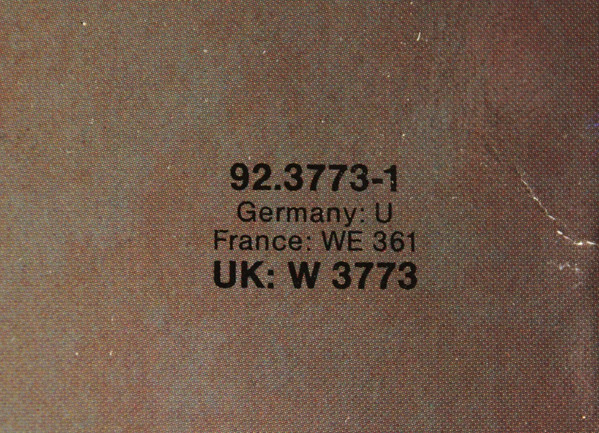 92.3773-1
Germany: U
France: WE 361
UK: W 3773